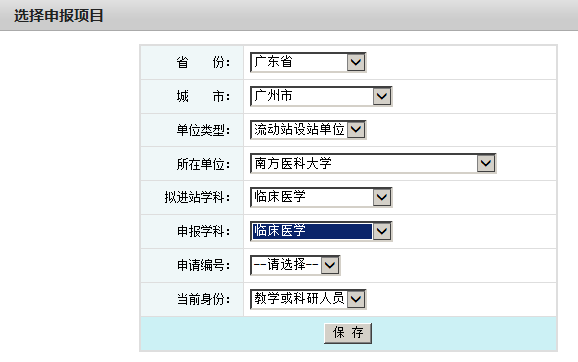 选择申报项目
省 份： 广东省
城 市： 广州市
单位类型： 流动站设站单位
所在单位： 南方医科大学
拟进站学科： 临床医学
申报学科： 临床医学
申请编号： --请选择--
当前身份： 教学或科研人员
保 存